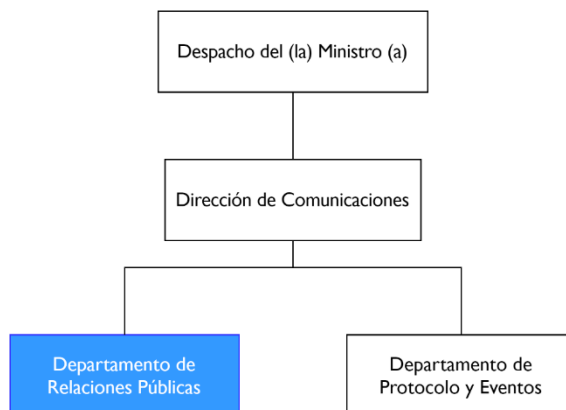 Despacho del (la) Ministro (a)
Dirección de Comunicaciones
Departamento de
Relaciones Públicas
Departamento de
Protocolo y Eventos